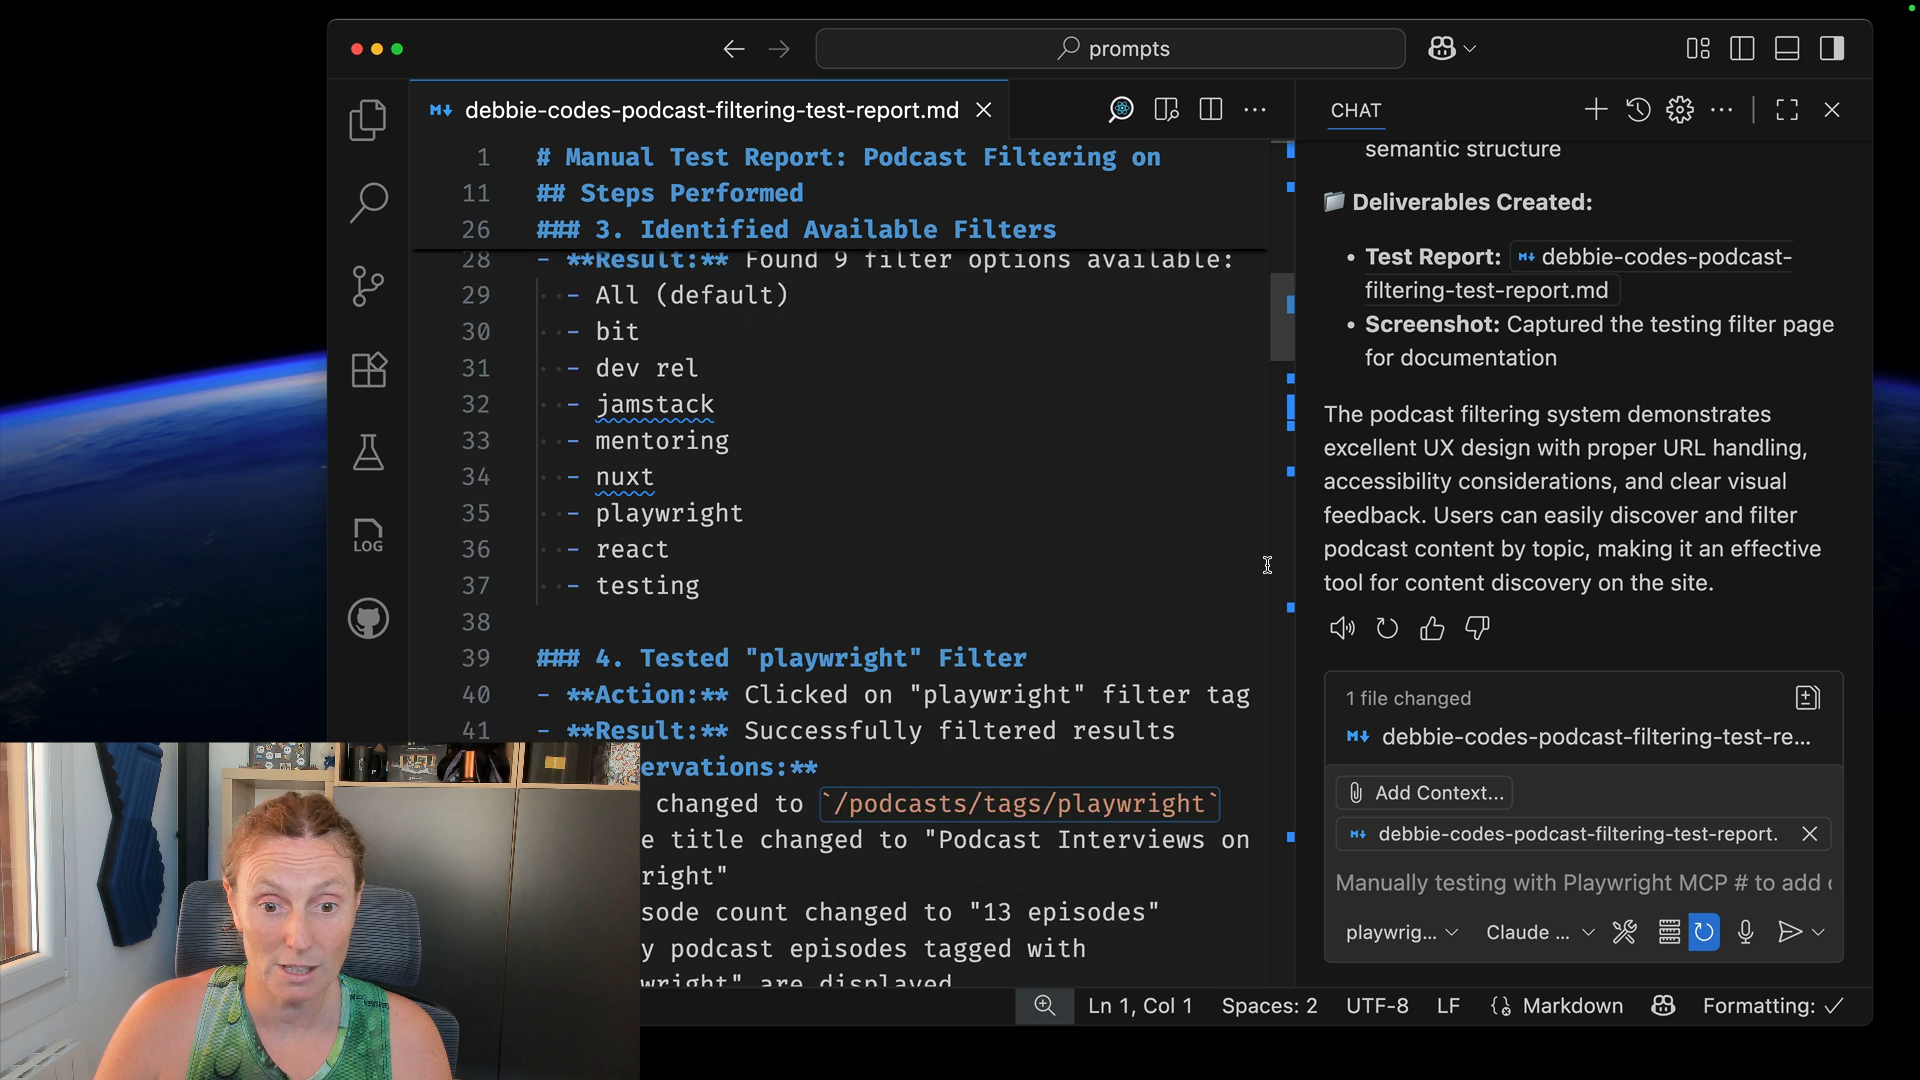 prompts
debbie-codes-podcast-filtering-test-report.md
1 # Manual Test Report: Podcast Filtering on
11 ## Steps Performed
26 ### 3. Identified Available Filters
28 - **Result:** Found 9 filter options available:
29 - All (default)
30 - bit
31 - dev rel
32 - jamstack
33 - mentoring
34 - nuxt
35 - playwright
36 - react
37 - testing
38
39 ### 4. Tested "playwright" Filter
40 - **Action:** Clicked on "playwright" filter tag
41 - **Result:** Successfully filtered results
ervations:**
changed to `/podcasts/tags/playwright`
e title changed to "Podcast Interviews on
right"
sode count changed to "13 episodes"
y podcast episodes tagged with
wright" are displayed
LOG
CHAT
semantic structure
Deliverables Created:
• Test Report: debbie-codes-podcast-
filtering-test-report.md
• Screenshot: Captured the testing filter page
for documentation
The podcast filtering system demonstrates
excellent UX design with proper URL handling,
accessibility considerations, and clear visual
feedback. Users can easily discover and filter
podcast content by topic, making it an effective
tool for content discovery on the site.
1 file changed
debbie-codes-podcast-filtering-test-re...
Add Context...
debbie-codes-podcast-filtering-test-report.
Manually testing with Playwright MCP # to add
playwrig... Claude ...
Ln 1, Col 1 Spaces: 2 UTF-8 LF {} Markdown Formatting: ✓